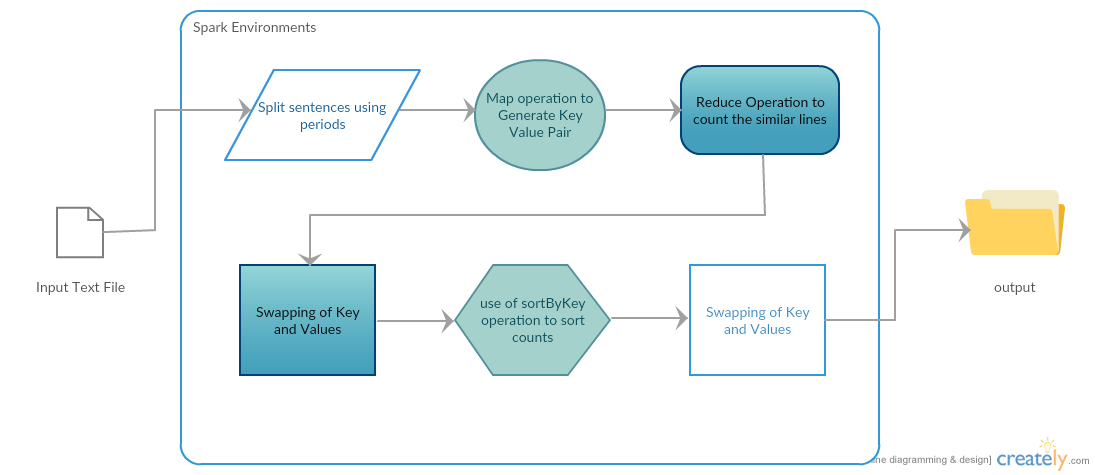 Spark Environments
Split sentences using
periods
Map operation to
Generate Key
Value Pair
Reduce Operation to
count the similar lines
Input Text File
Swapping of Key
and Values
use of sortByKey
operation to sort
counts
Swapping of Key
and Values
output
diagramming & design]
creately.com